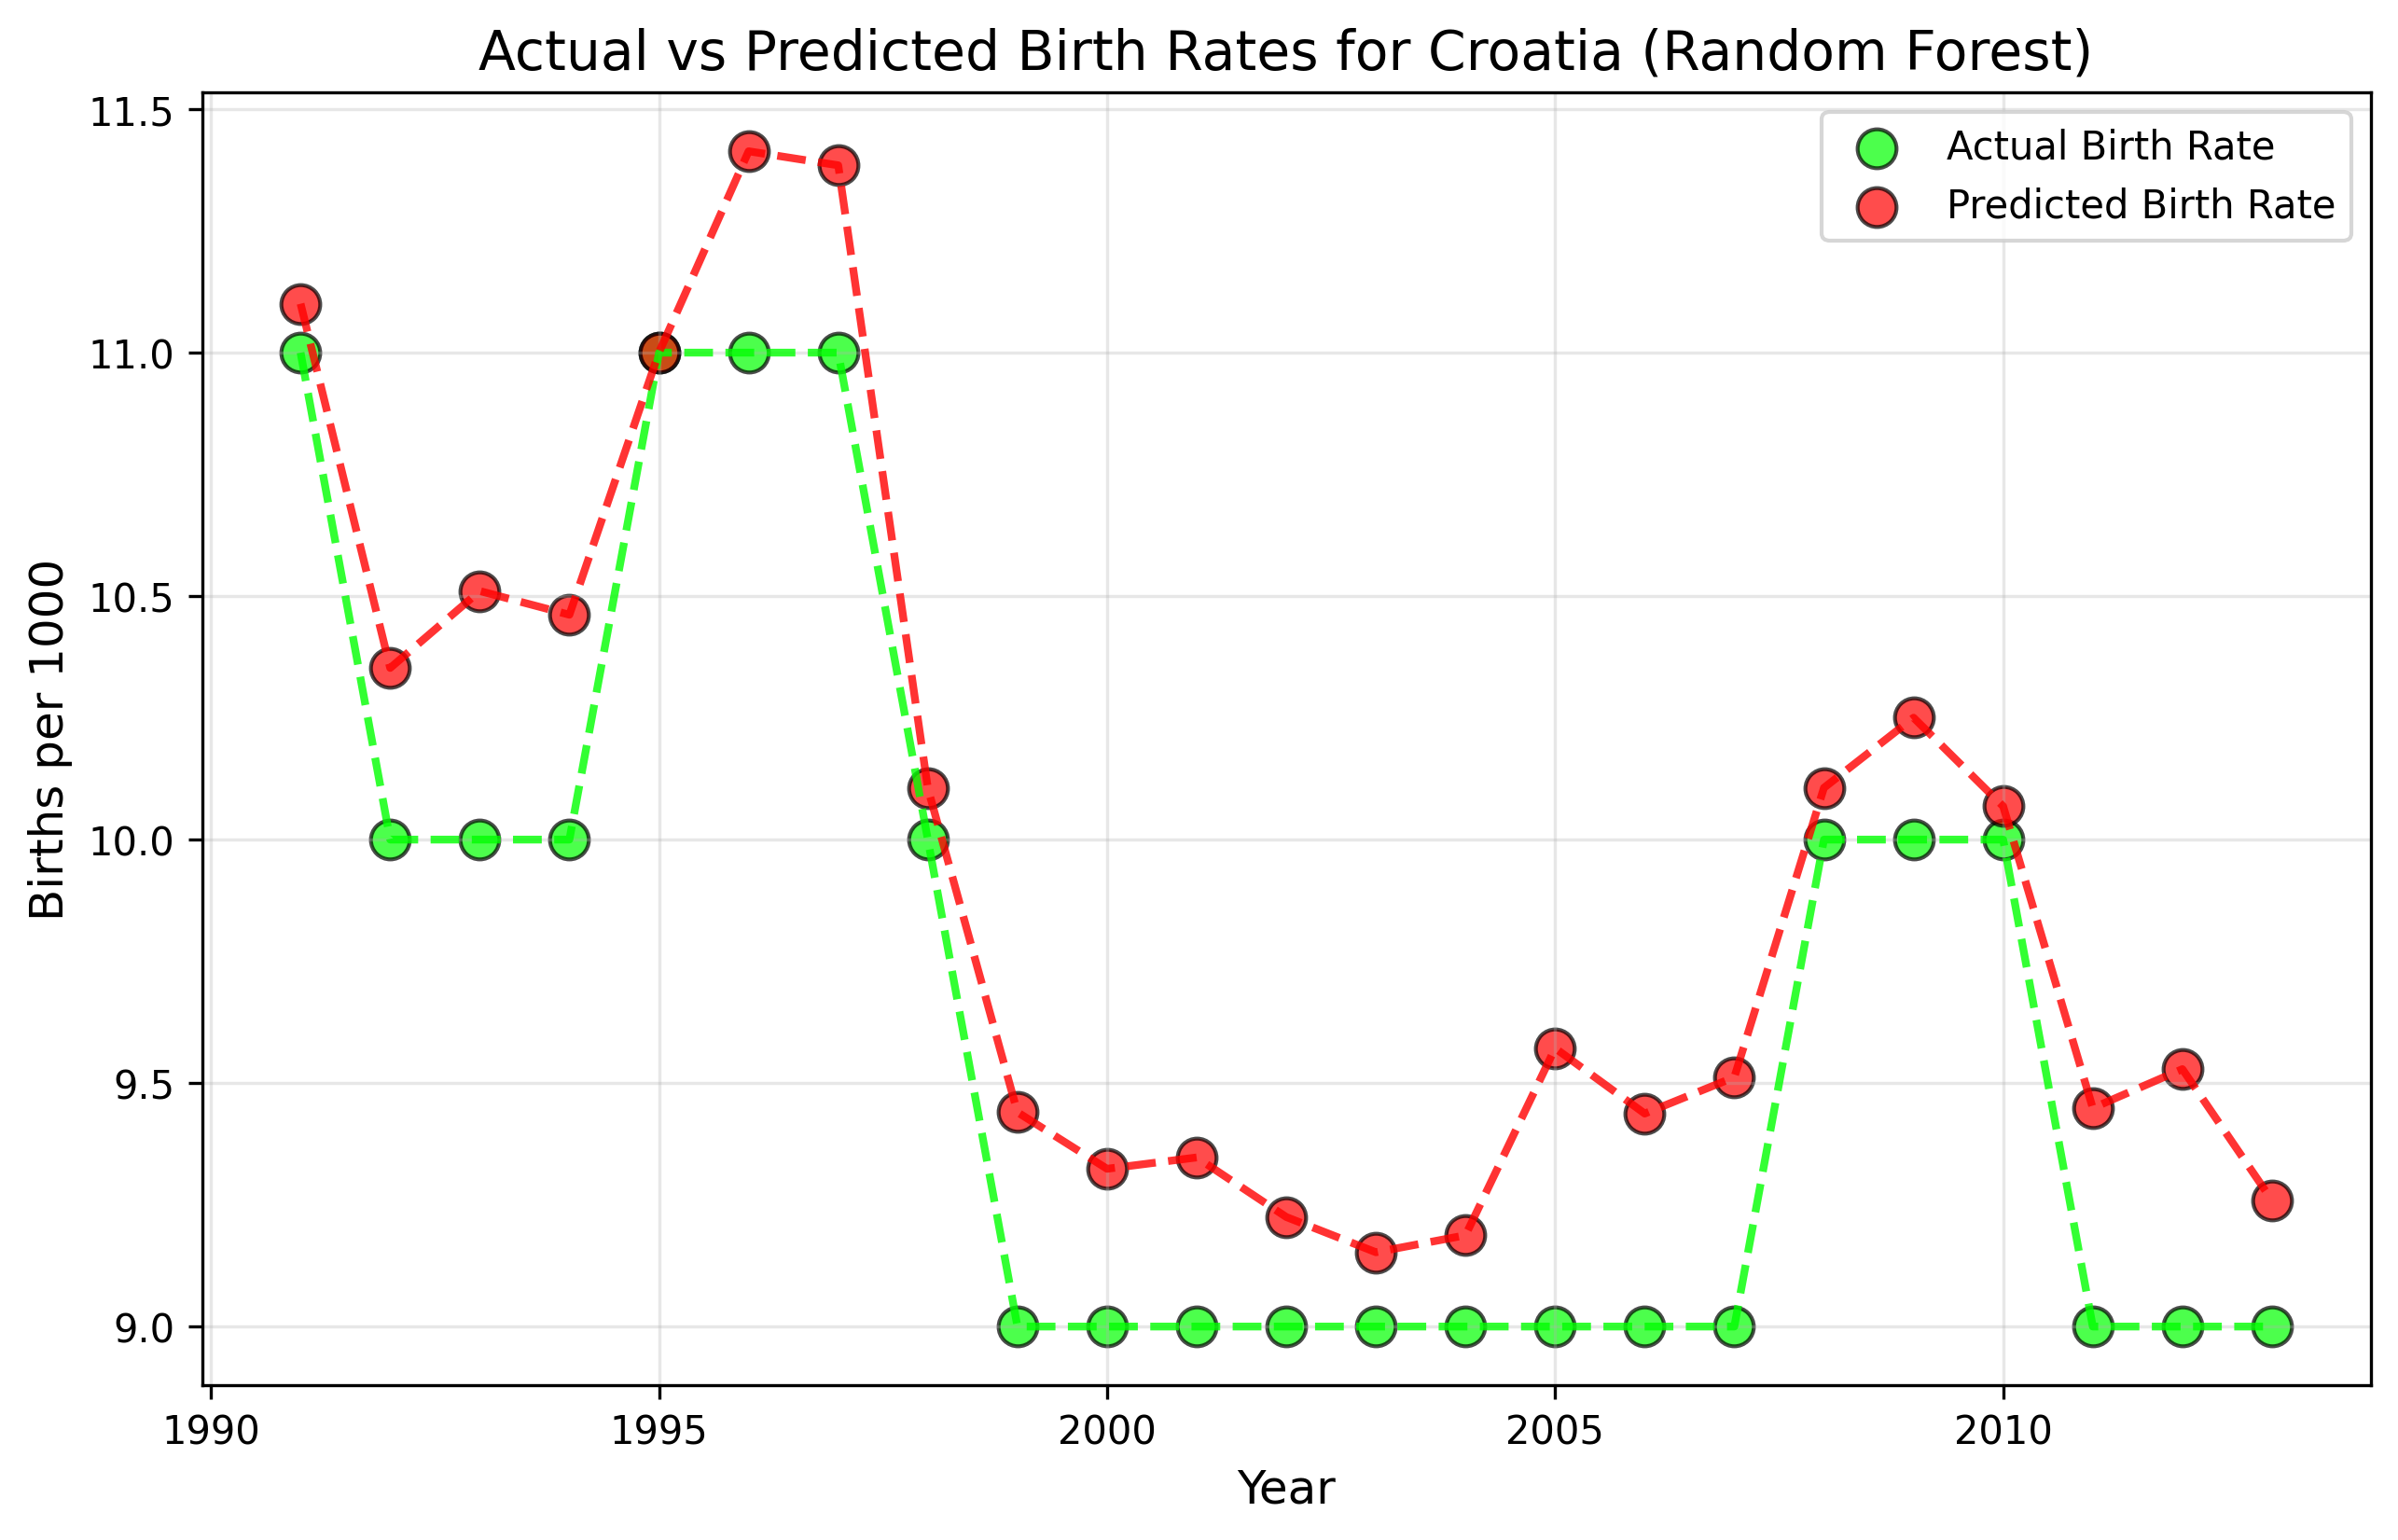 Actual vs Predicted Birth Rates for Croatia (Random Forest)
11.5
11.0
10.5
10.0
9.5
9.0
Births per 1000
Actual Birth Rate
Predicted Birth Rate
1990 1995 2000 2005 2010
Year